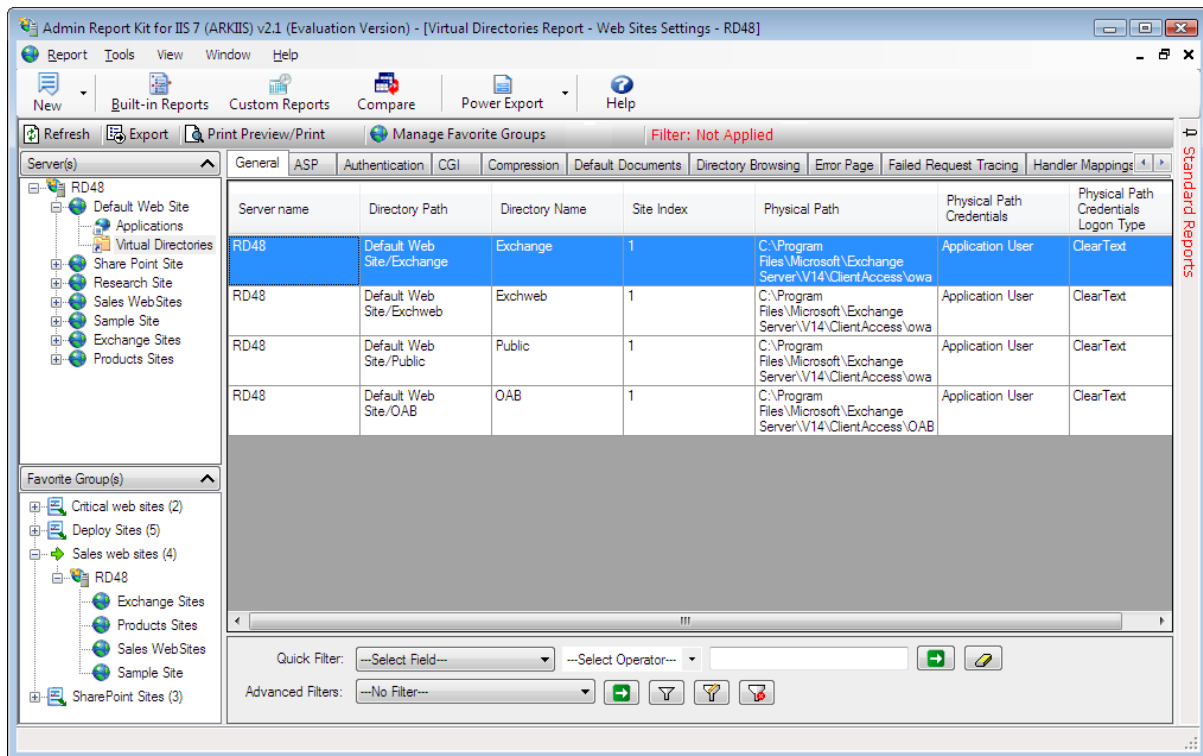 Admin Report Kit for IIS 7 (ARKIIS) v2.1 (Evaluation Version) - [Virtual Directories Report - Web Sites Settings - RD48]
Report Tools View Window Help
New Built-in Reports Custom Reports Compare Power Export Help
Refresh Export Print Preview/Print Manage Favorite Groups Filter: Not Applied
Server(s)
RD48
Default Web Site
Applications
Virtual Directories
Share Point Site
Research Site
Sales WebSites
Sample Site
Exchange Sites
Products Sites
Favorite Group(s)
Critical web sites (2)
Deploy Sites (5)
Sales web sites (4)
RD48
Exchange Sites
Products Sites
Sales WebSites
Sample Site
SharePoint Sites (3)
General ASP Authentication CGI Compression Default Documents Directory Browsing Error Page Failed Request Tracing Handler Mappings
Server name Directory Path Directory Name Site Index Physical Path Physical Path Credentials Physical Path Credentials Logon Type
RD48 Default Web Site/Exchange Exchange 1 C:\Program Files\Microsoft\Exchange Server\V14\ClientAccess\owa Application User ClearText
RD48 Default Web Site/Exchweb Exchweb 1 C:\Program Files\Microsoft\Exchange Server\V14\ClientAccess\owa Application User ClearText
RD48 Default Web Site/Public Public 1 C:\Program Files\Microsoft\Exchange Server\V14\ClientAccess\owa Application User ClearText
RD48 Default Web Site/OAB OAB 1 C:\Program Files\Microsoft\Exchange Server\V14\ClientAccess\OAB Application User ClearText
Quick Filter: ---Select Field--- ---Select Operator---
Advanced Filters: ---No Filter---
Standard Reports